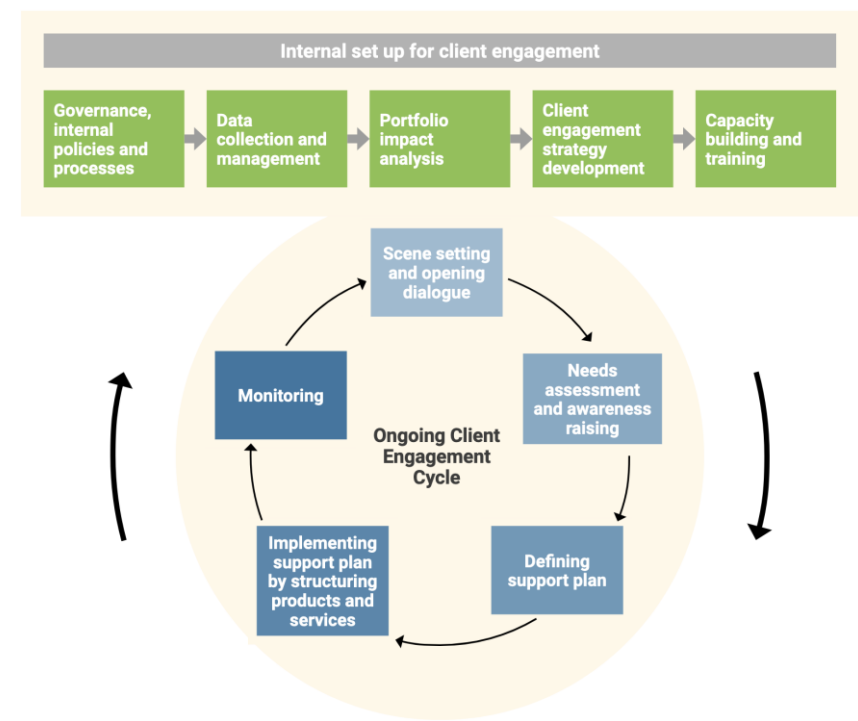 Internal set up for client engagement
Governance,
internal
policies and
processes
Data
collection and
management
Portfolio
impact
analysis
Client
engagement
strategy
development
Capacity
building and
training
Scene setting
and opening
dialogue
Needs
assessment
and awareness
raising
Defining
support plan
Implementing
support plan
by structuring
products and
services
Monitoring
Ongoing Client
Engagement
Cycle